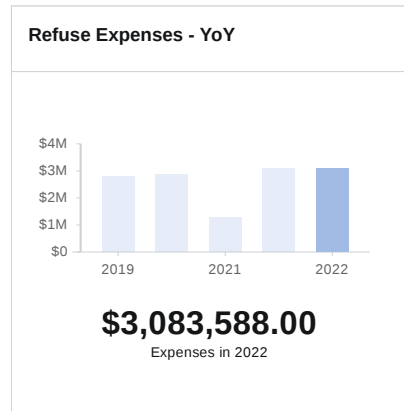 Refuse Expenses - YoY
$4M
$3M
$2M
$1M
$0
2019 2021 2022
$3,083,588.00
Expenses in 2022